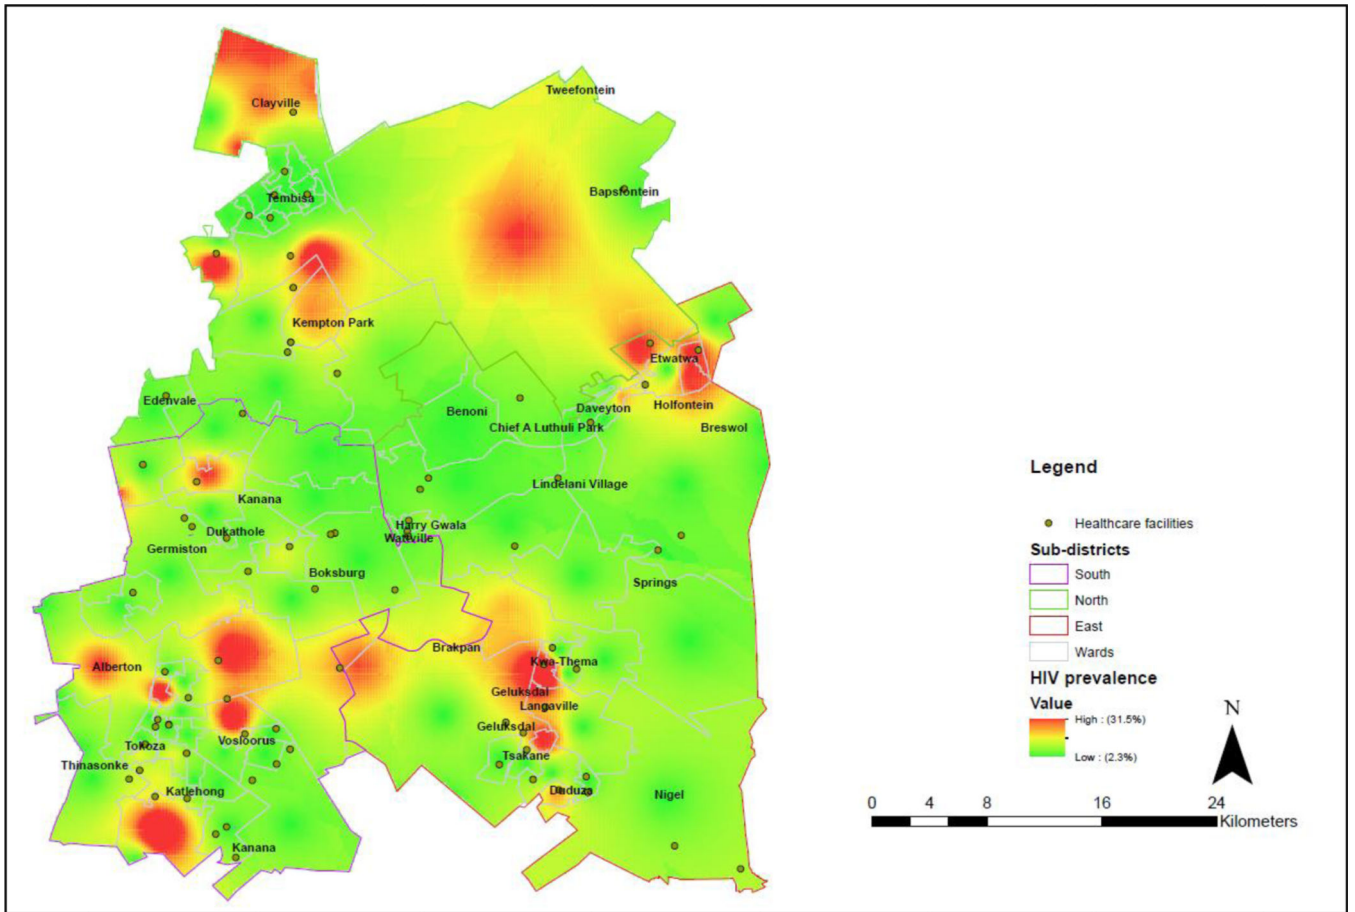 Tweefontein
Clayville
Bapsfontein
Tembisa
Kempton Park
Etwatwa
Edenvale
Benoni
Daveyton
Holfontein
Chief A Luthuli Park
Breswol
Lindelani Village
Kanana
Harry Gwala
Dukathole
Wattville
Germiston
Boksburg
Springs
Brakpan
Kwa-Thema
Alberton
Geluksdal
Langaville
Geluksdal
Vosloorus
Tokoza
Tsakane
Thinasonke
Katlehong
Duduza
Nigel
Kanana
Legend
Healthcare facilities
Sub-districts
South
North
East
Wards
HIV prevalence
Value
High : (31.5%)
Low : (2.3%)
N
0 4 8 16 24
Kilometers